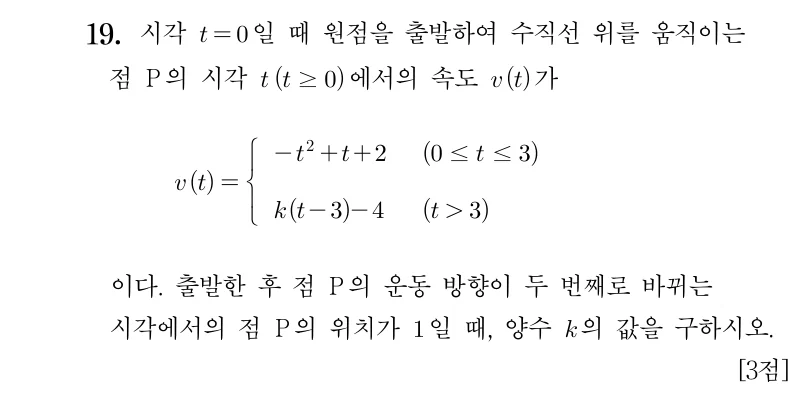 19. 시각 t=0일 때 원점을 출발하여 수직선 위를 움직이는
점 P의 시각 t(t≥0)에서의 속도 v(t)가
v(t)={ -t²+t+2 (0≤t≤3)
k(t-3)-4 (t>3)
이다. 출발한 후 점 P의 운동 방향이 두 번째로 바뀌는
시각에서의 점 P의 위치가 1일 때, 양수 k의 값을 구하시오.
[3점]